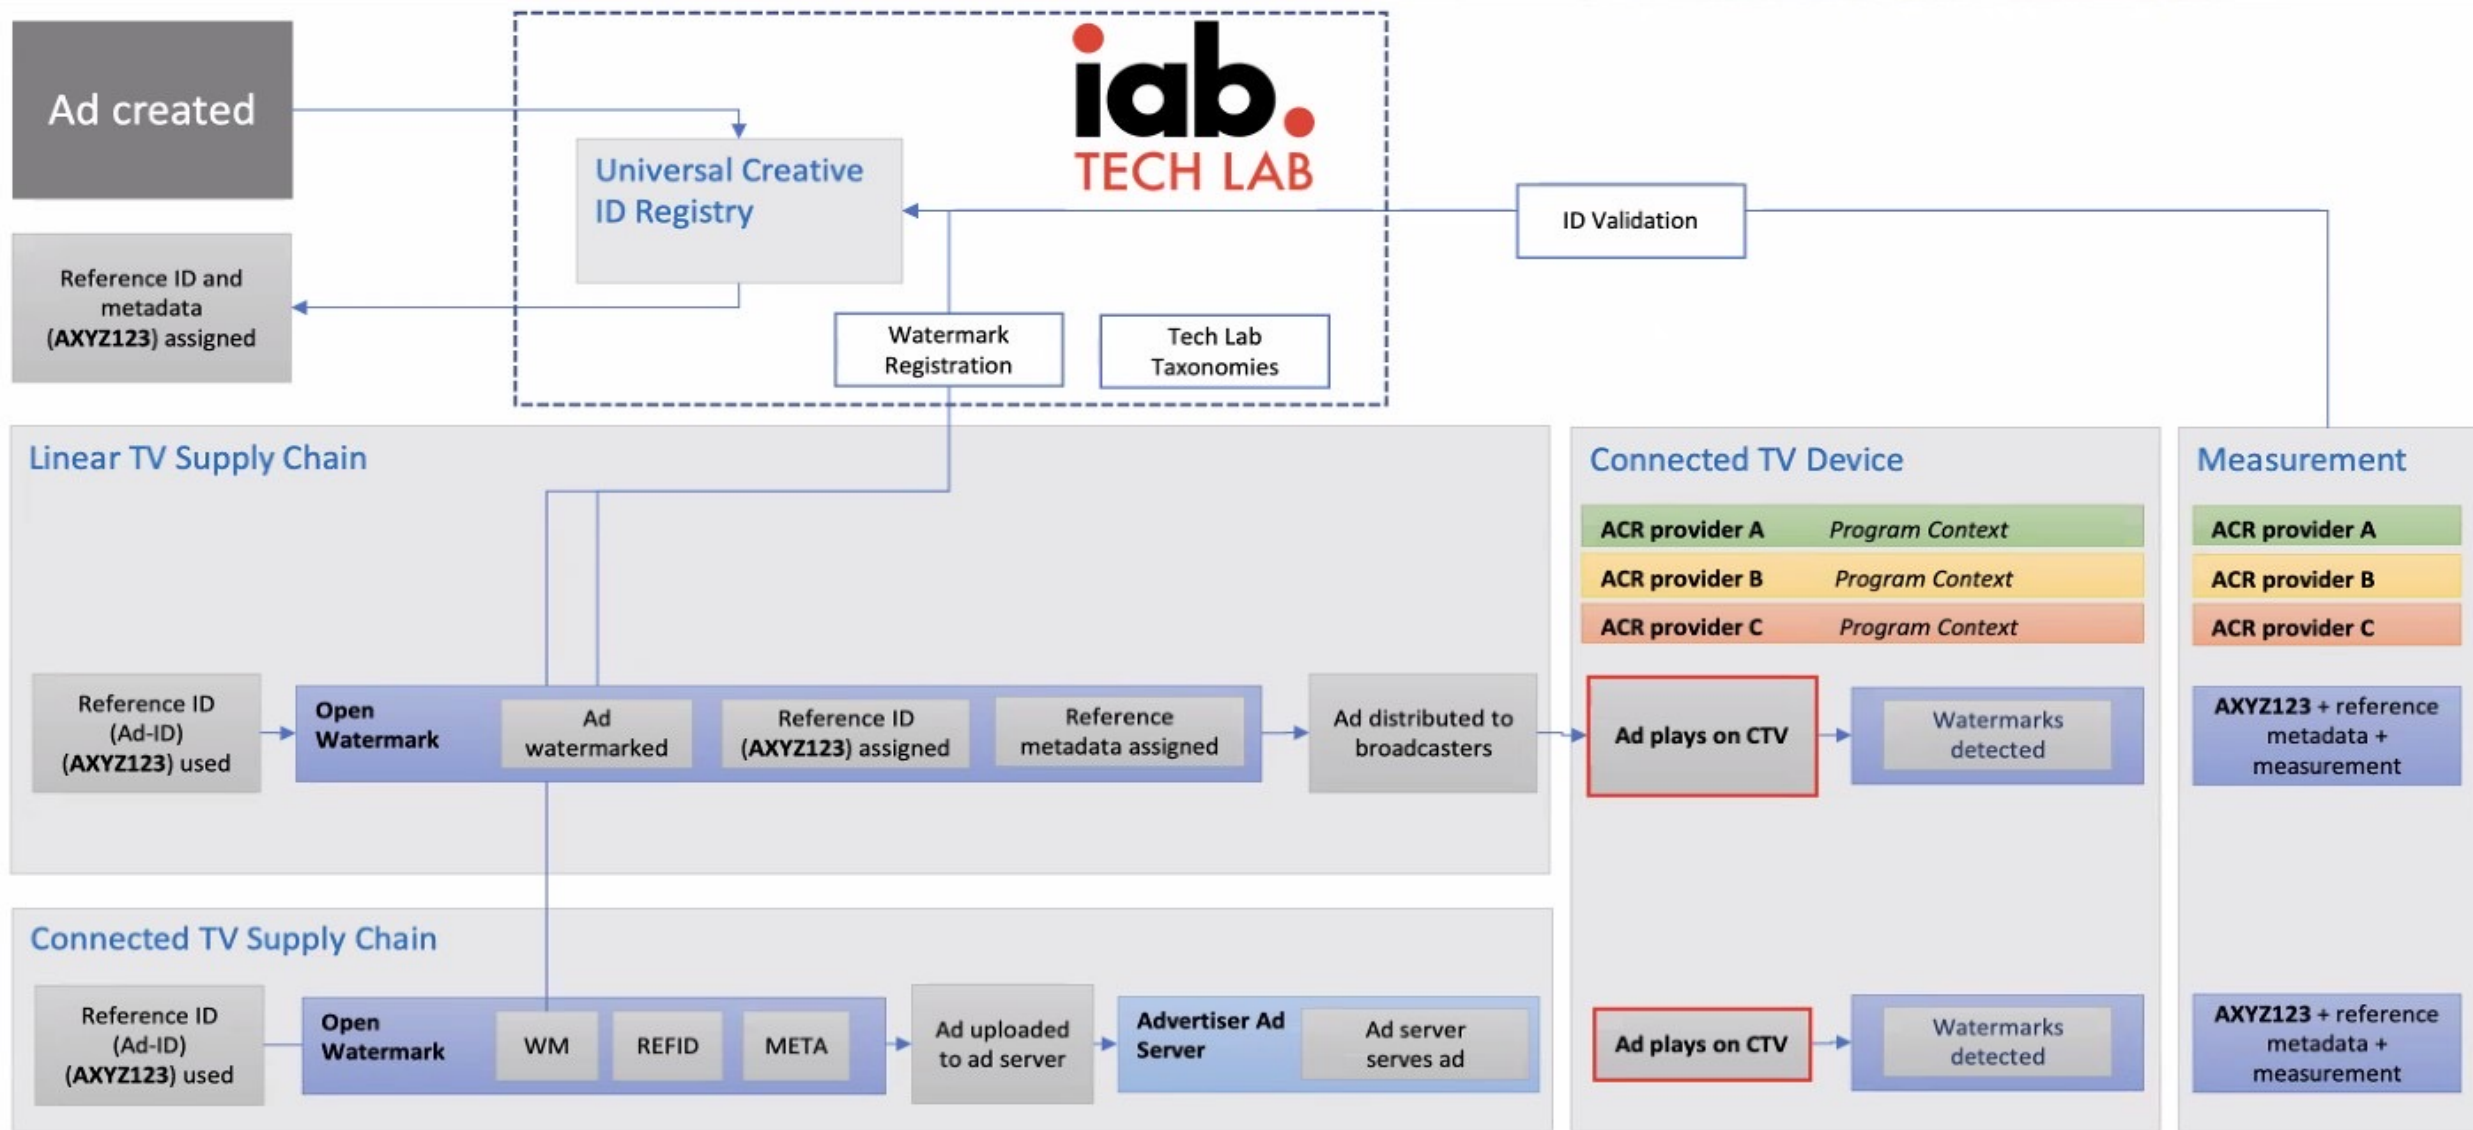 Ad created
iab.
TECH LAB
Universal Creative
ID Registry
ID Validation
Reference ID and
metadata
(AXYZ123) assigned
Watermark
Registration
Tech Lab
Taxonomies
Linear TV Supply Chain
Reference ID
(Ad-ID)
(AXYZ123) used
Open
Watermark
Ad
watermarked
Reference ID
(AXYZ123) assigned
Reference
metadata assigned
Ad distributed to
broadcasters
Connected TV Device
ACR provider A Program Context
ACR provider B Program Context
ACR provider C Program Context
Ad plays on CTV
Watermarks
detected
Measurement
ACR provider A
ACR provider B
ACR provider C
AXYZ123 + reference
metadata +
measurement
Connected TV Supply Chain
Reference ID
(Ad-ID)
(AXYZ123) used
Open
Watermark
WM
REFID
META
Ad uploaded
to ad server
Advertiser Ad
Server
Ad server
serves ad
Ad plays on CTV
Watermarks
detected
AXYZ123 + reference
metadata +
measurement